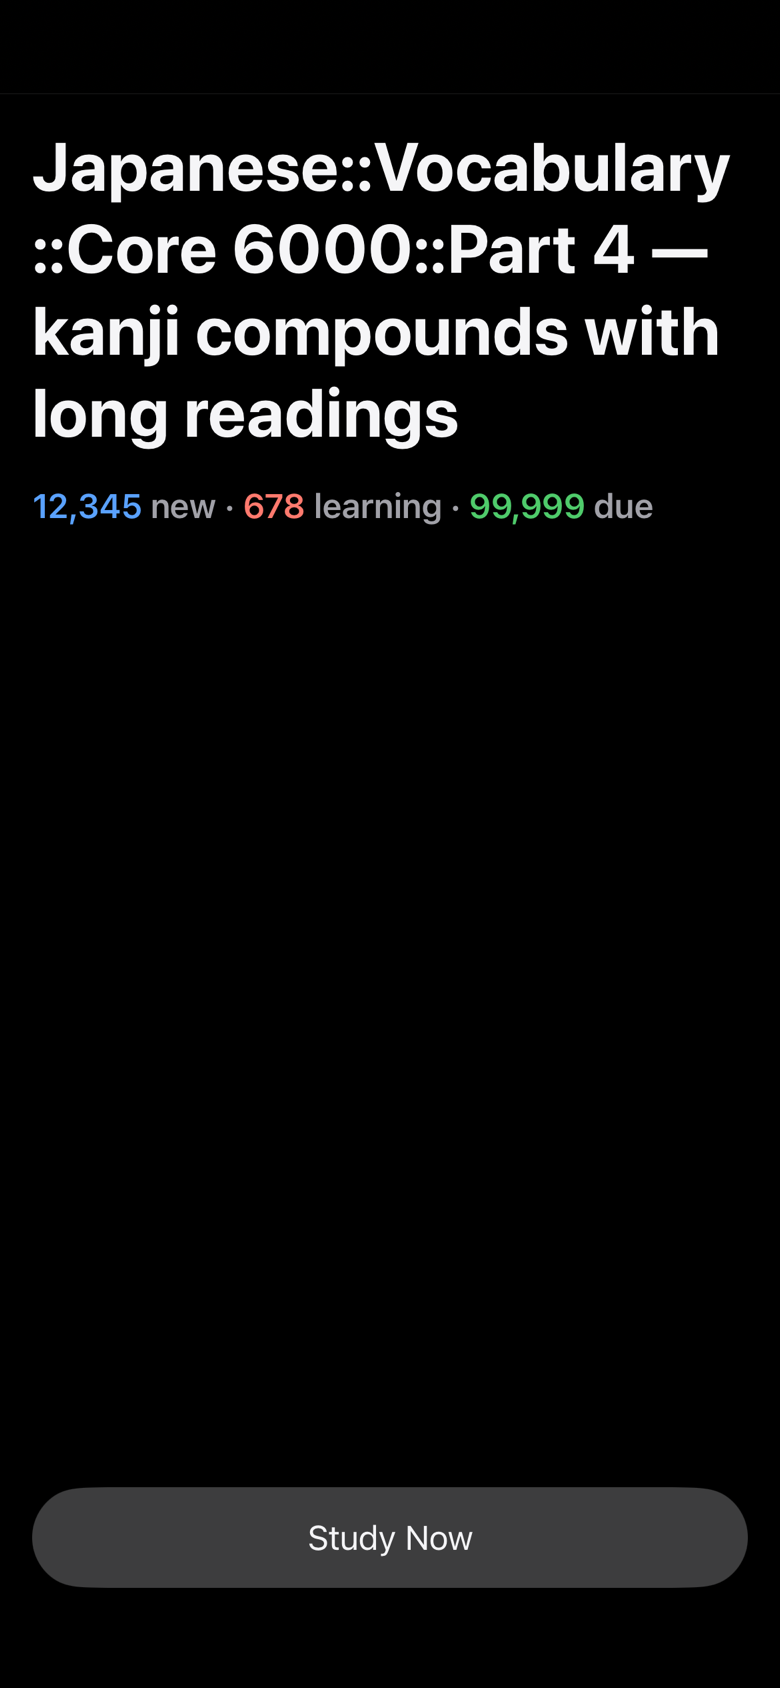 Japanese::Vocabulary
::Core 6000::Part 4 —
kanji compounds with
long readings
12,345 new · 678 learning · 99,999 due
Study Now